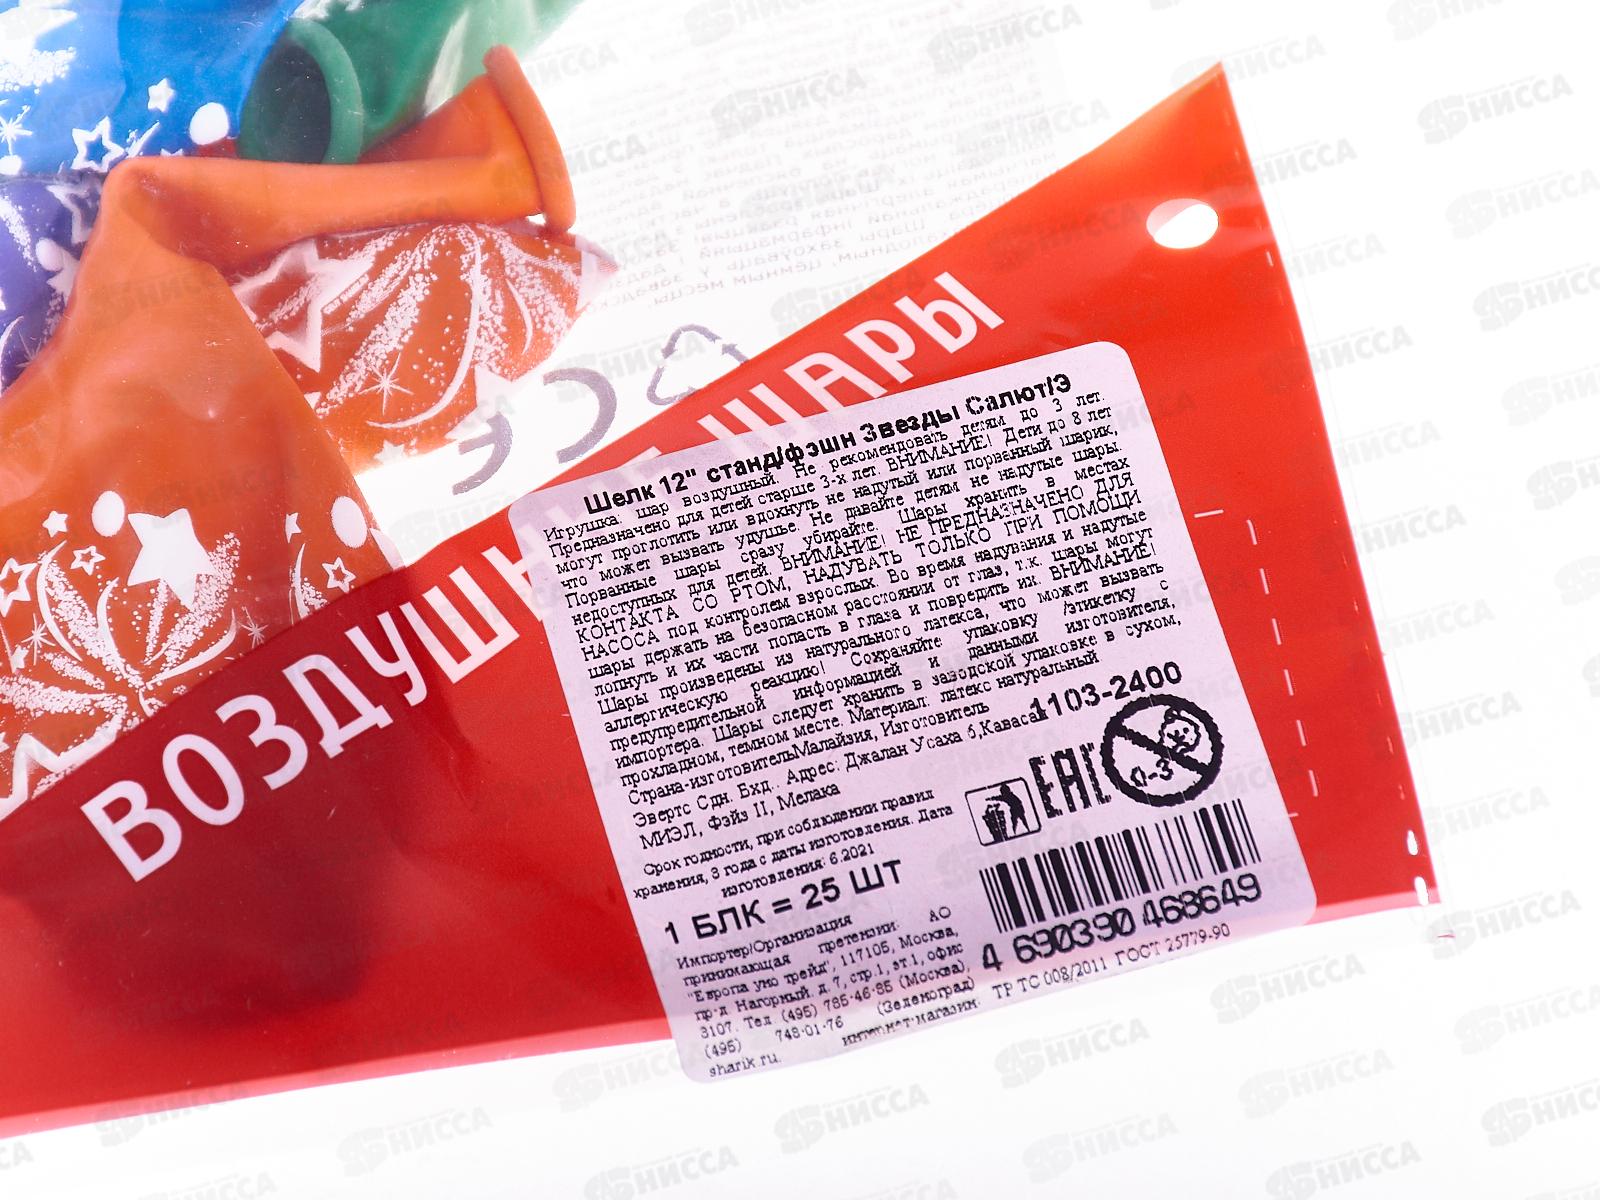 ВОЗДУШНЫЕ ШАРЫ
Шелк 12" станд/фэшн Звезды Салют/Э
Игрушка: шар воздушный. Не рекомендовать детям до 3 лет.
Предназначено для детей старше 3-х лет. ВНИМАНИЕ! Дети до 8 лет
могут проглотить или вдохнуть не надутый или порванный шарик,
что может вызвать удушье. Не давайте детям не надутые шары.
Порванные шары сразу убирайте. Шары хранить в местах
недоступных для детей. ВНИМАНИЕ! НЕ ПРЕДНАЗНАЧЕНО ДЛЯ
КОНТАКТА СО РТОМ, НАДУВАТЬ ТОЛЬКО ПРИ ПОМОЩИ
НАСОСА под контролем взрослых. Во время надувания и надутые
шары держать на безопасном расстоянии от глаз, т.к. шары могут
лопнуть и их части попасть в глаза и повредить их. ВНИМАНИЕ!
Шары произведены из натурального латекса, что может вызвать
аллергическую реакцию! Сохраняйте упаковку /этикетку с
предупредительной информацией и данными изготовителя,
импортера. Шары следует хранить в заводской упаковке в сухом,
прохладном, темном месте. Материал: латекс натуральный
Страна-изготовительМалайзия, Изготовитель
Эвертс Сдн. Бхд.. Адрес: Джалан Усаха 6,Кавасан
МИЭЛ, Фэйз II, Мелака
1103-2400
Срок годности, при соблюдении правил
хранения, 3 года с даты изготовления. Дата
изготовления: 6.2021
1 БЛК = 25 ШТ
EAC
0-3
Импортер/Организация
принимающая претензии: АО
"Европа уно трейд", 117105, Москва,
пр-д Нагорный, д.7, стр.1, эт.1, офис
3107. Тел. (495) 785-46-85 (Москва),
(495) 748-01-76 (Зеленоград)
интернет-магазин:
sharik.ru.
4 690390 468649
ТР ТС 008/2011 ГОСТ 25779-90
НИССА